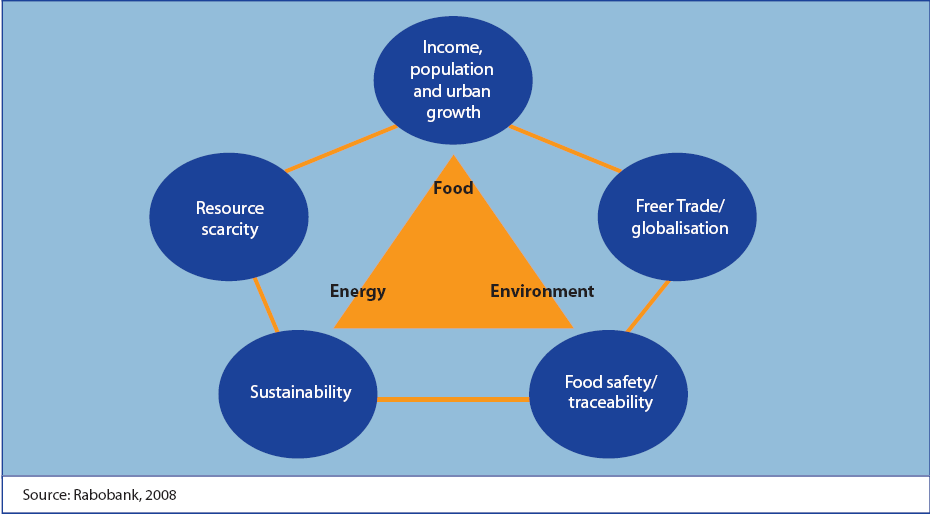 Income,
population
and urban
growth
Resource
scarcity
Food
Freer Trade/
globalisation
Energy
Environment
Sustainability
Food safety/
traceability
Source: Rabobank, 2008